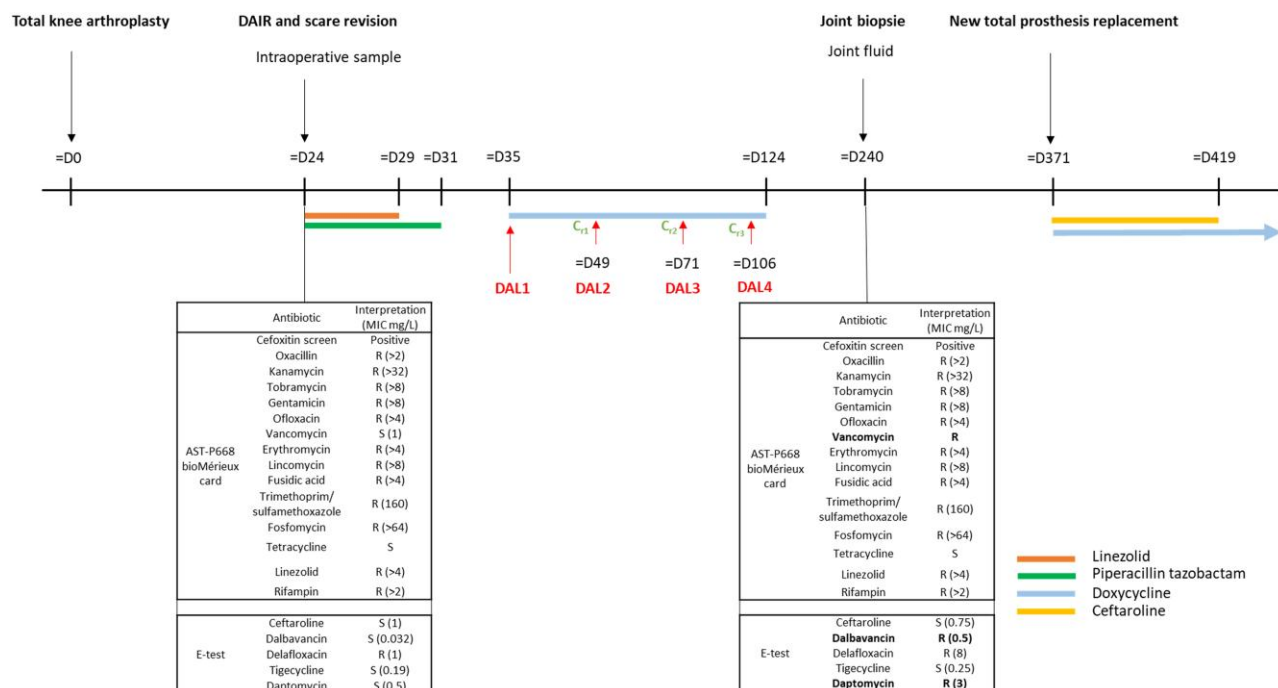 Total knee arthroplasty
DAIR and scare revision
Joint biopsie
New total prosthesis replacement
Intraoperative sample
Joint fluid
=D0
=D24
=D29
=D31
=D35
=D124
=D240
=D371
=D419
Cr1
Cr2
Cr3
=D49
=D71
=D106
DAL1
DAL2
DAL3
DAL4
Antibiotic
Interpretation
(MIC mg/L)
AST-P668
bioMérieux
card
Cefoxitin screen Positive
Oxacillin R (>2)
Kanamycin R (>32)
Tobramycin R (>8)
Gentamicin R (>8)
Ofloxacin R (>4)
Vancomycin S (1)
Erythromycin R (>4)
Lincomycin R (>8)
Fusidic acid R (>4)
Trimethoprim/
sulfamethoxazole R (160)
Fosfomycin R (>64)
Tetracycline S
Linezolid R (>4)
Rifampin R (>2)
E-test
Ceftaroline S (1)
Dalbavancin S (0.032)
Delafloxacin R (1)
Tigecycline S (0.19)
Daptomycin S (0.5)
Antibiotic
Interpretation
(MIC mg/L)
AST-P668
bioMérieux
card
Cefoxitin screen Positive
Oxacillin R (>2)
Kanamycin R (>32)
Tobramycin R (>8)
Gentamicin R (>8)
Ofloxacin R (>4)
Vancomycin R
Erythromycin R (>4)
Lincomycin R (>8)
Fusidic acid R (>4)
Trimethoprim/
sulfamethoxazole R (160)
Fosfomycin R (>64)
Tetracycline S
Linezolid R (>4)
Rifampin R (>2)
E-test
Ceftaroline S (0.75)
Dalbavancin R (0.5)
Delafloxacin R (8)
Tigecycline S (0.25)
Daptomycin R (3)
Linezolid
Piperacillin tazobactam
Doxycycline
Ceftaroline